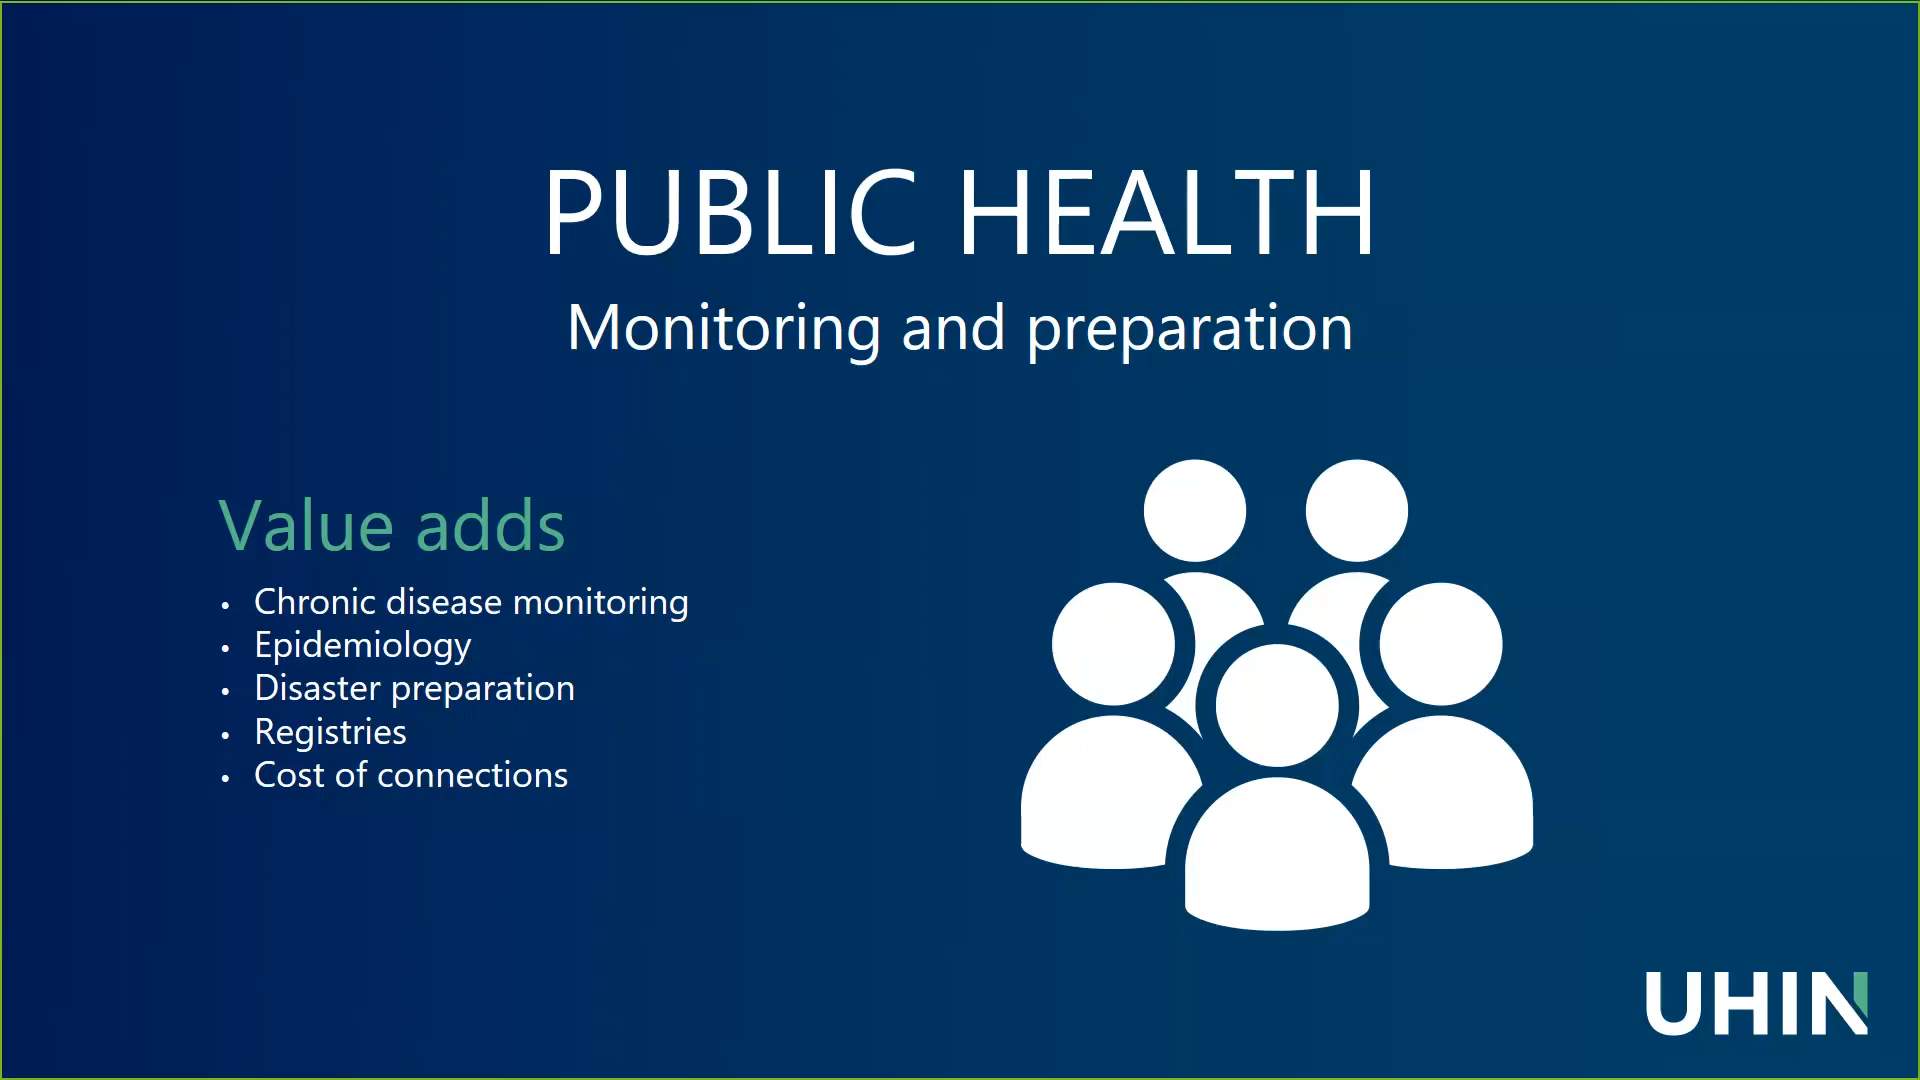 PUBLIC HEALTH
Monitoring and preparation
Value adds
• Chronic disease monitoring
• Epidemiology
• Disaster preparation
• Registries
• Cost of connections
UHIN